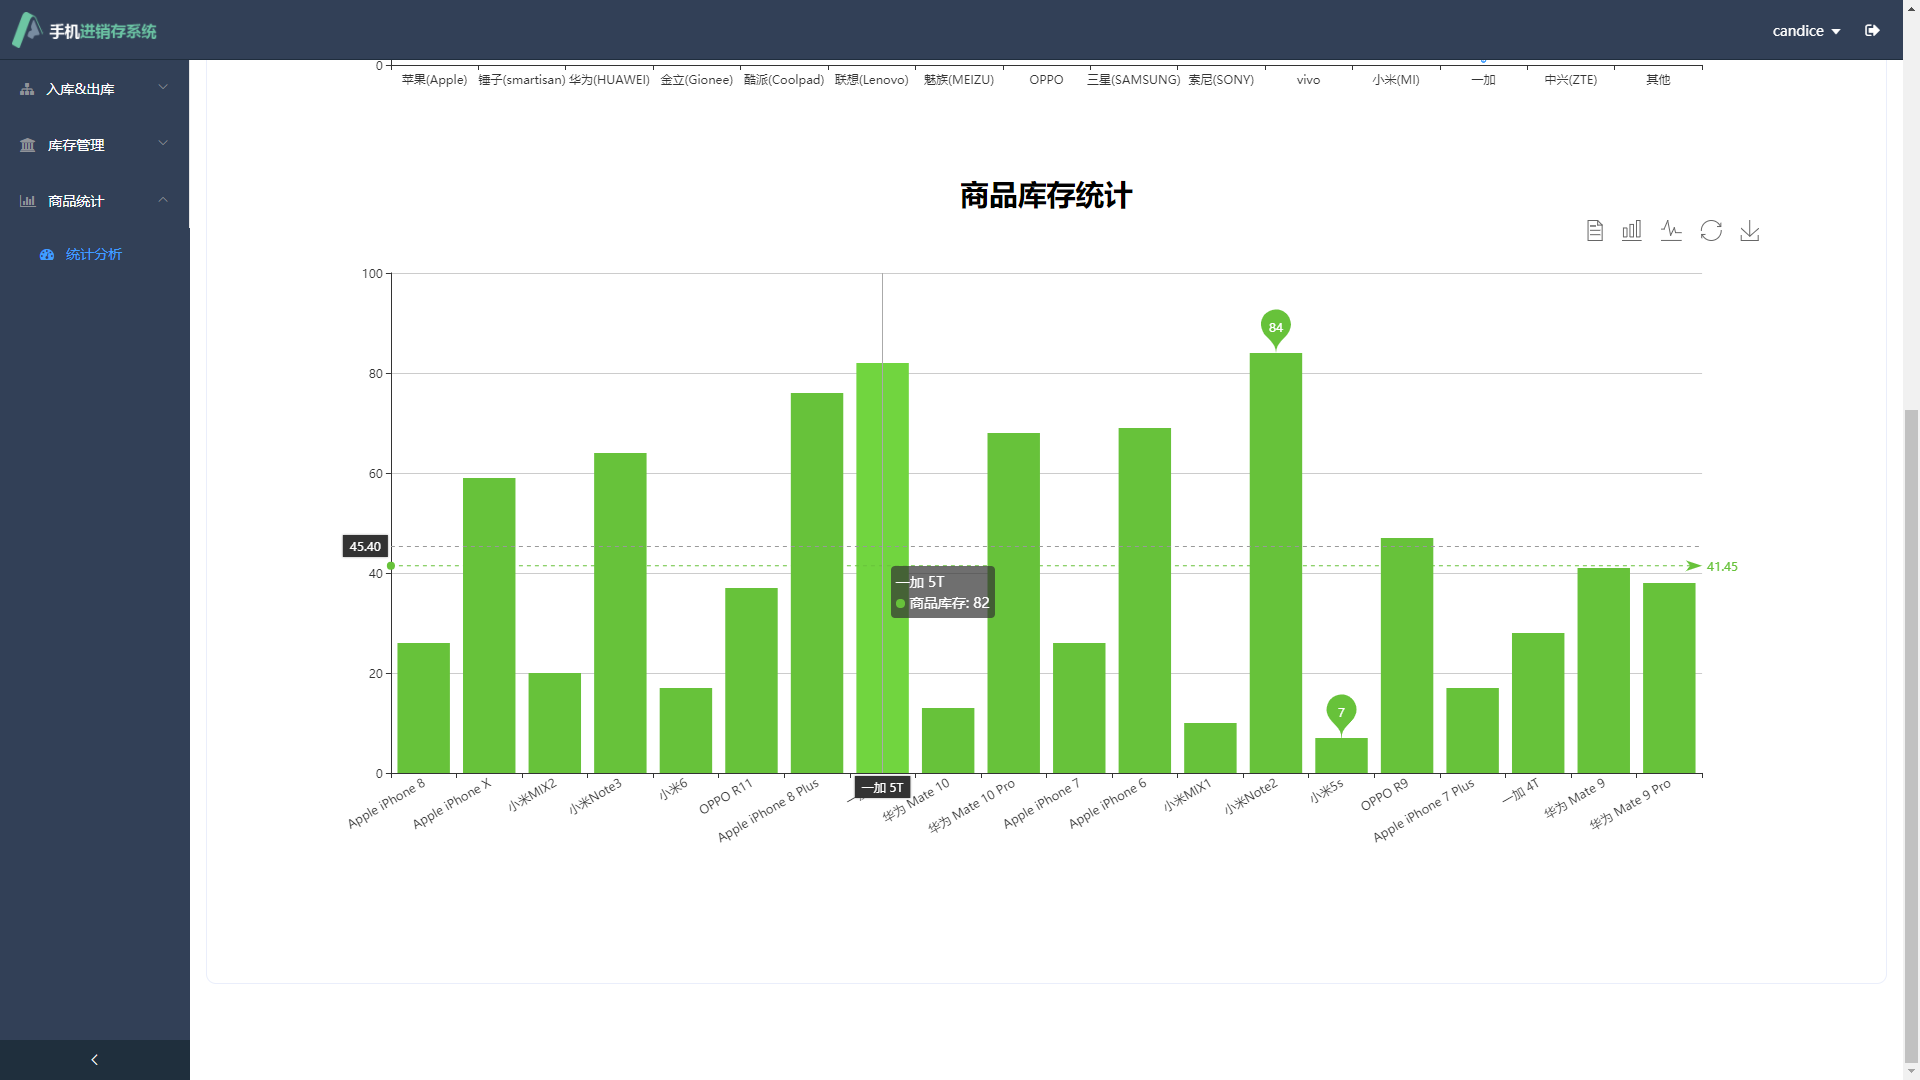 手机进销存系统
candice
入库&出库
库存管理
商品统计
统计分析
0
苹果(Apple) 锤子(smartisan) 华为(HUAWEI) 金立(Gionee) 酷派(Coolpad) 联想(Lenovo) 魅族(MEIZU) OPPO 三星(SAMSUNG) 索尼(SONY) vivo 小米(MI) 一加 中兴(ZTE) 其他
商品库存统计
100
84
80
60
45.40
41.45
40
一加 5T
商品库存: 82
20
7
0
Apple iPhone 8
Apple iPhone X
小米MIX2
小米Note3
小米6
OPPO R11
Apple iPhone 8 Plus
一加 5T
华为 Mate 10
华为 Mate 10 Pro
Apple iPhone 7
Apple iPhone 6
小米MIX1
小米Note2
小米5s
OPPO R9
Apple iPhone 7 Plus
一加 4T
华为 Mate 9
华为 Mate 9 Pro